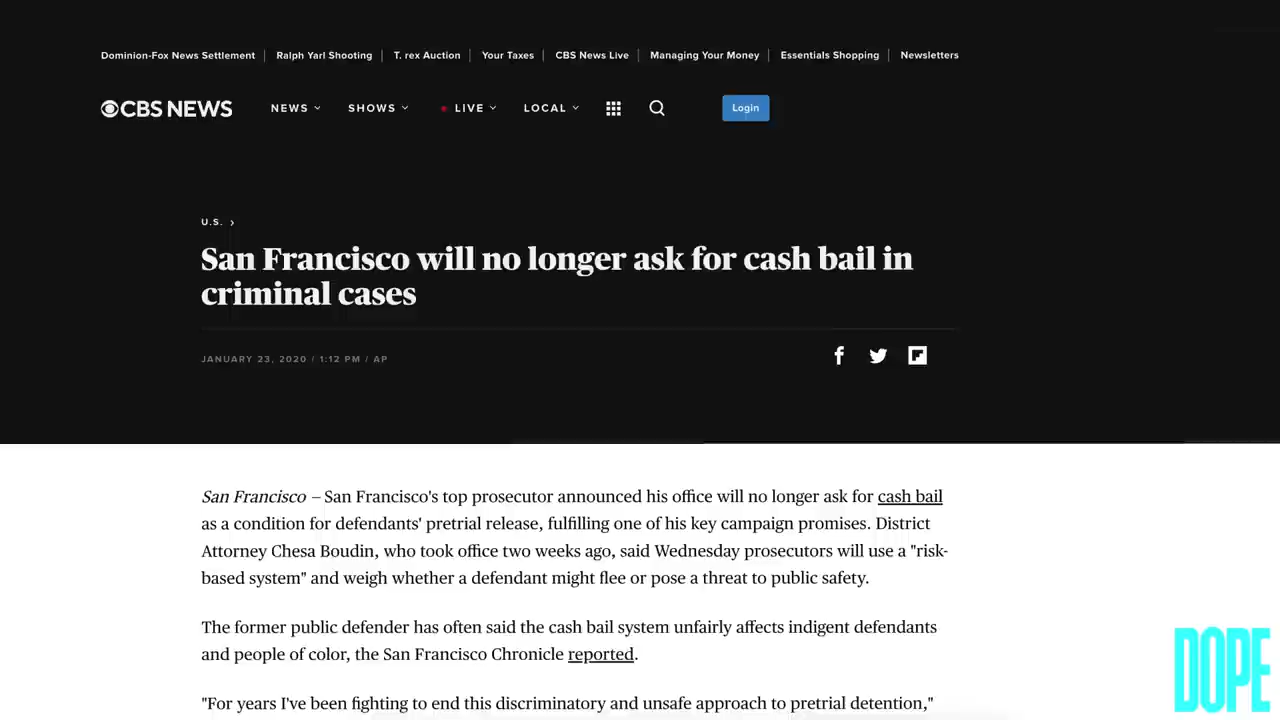 Dominion-Fox News Settlement | Ralph Yarl Shooting | T. rex Auction | Your Taxes | CBS News Live | Managing Your Money | Essentials Shopping | Newsletters
CBS NEWS NEWS SHOWS LIVE LOCAL Login
U.S. ›
San Francisco will no longer ask for cash bail in
criminal cases
JANUARY 23, 2020 / 1:12 PM / AP
San Francisco — San Francisco's top prosecutor announced his office will no longer ask for cash bail
as a condition for defendants' pretrial release, fulfilling one of his key campaign promises. District
Attorney Chesa Boudin, who took office two weeks ago, said Wednesday prosecutors will use a "risk-
based system" and weigh whether a defendant might flee or pose a threat to public safety.
The former public defender has often said the cash bail system unfairly affects indigent defendants
and people of color, the San Francisco Chronicle reported.
"For years I've been fighting to end this discriminatory and unsafe approach to pretrial detention,"
DOPE